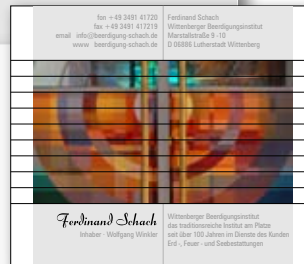 fon +49 3491 41720
fax +49 3491 417219
email info@beerdigung-schach.de
www beerdigung-schach.de
Ferdinand Schach
Wittenberger Beerdigungsinstitut
Marstallstraße 9 -10
D 06886 Lutherstadt Wittenberg
Ferdinand Schach
Inhaber · Wolfgang Winkler
Wittenberger Beerdigungsinstitut
das traditionsreiche Institut am Platze
seit über 100 Jahren im Dienste des Kunden
Erd -, Feuer - und Seebestattungen